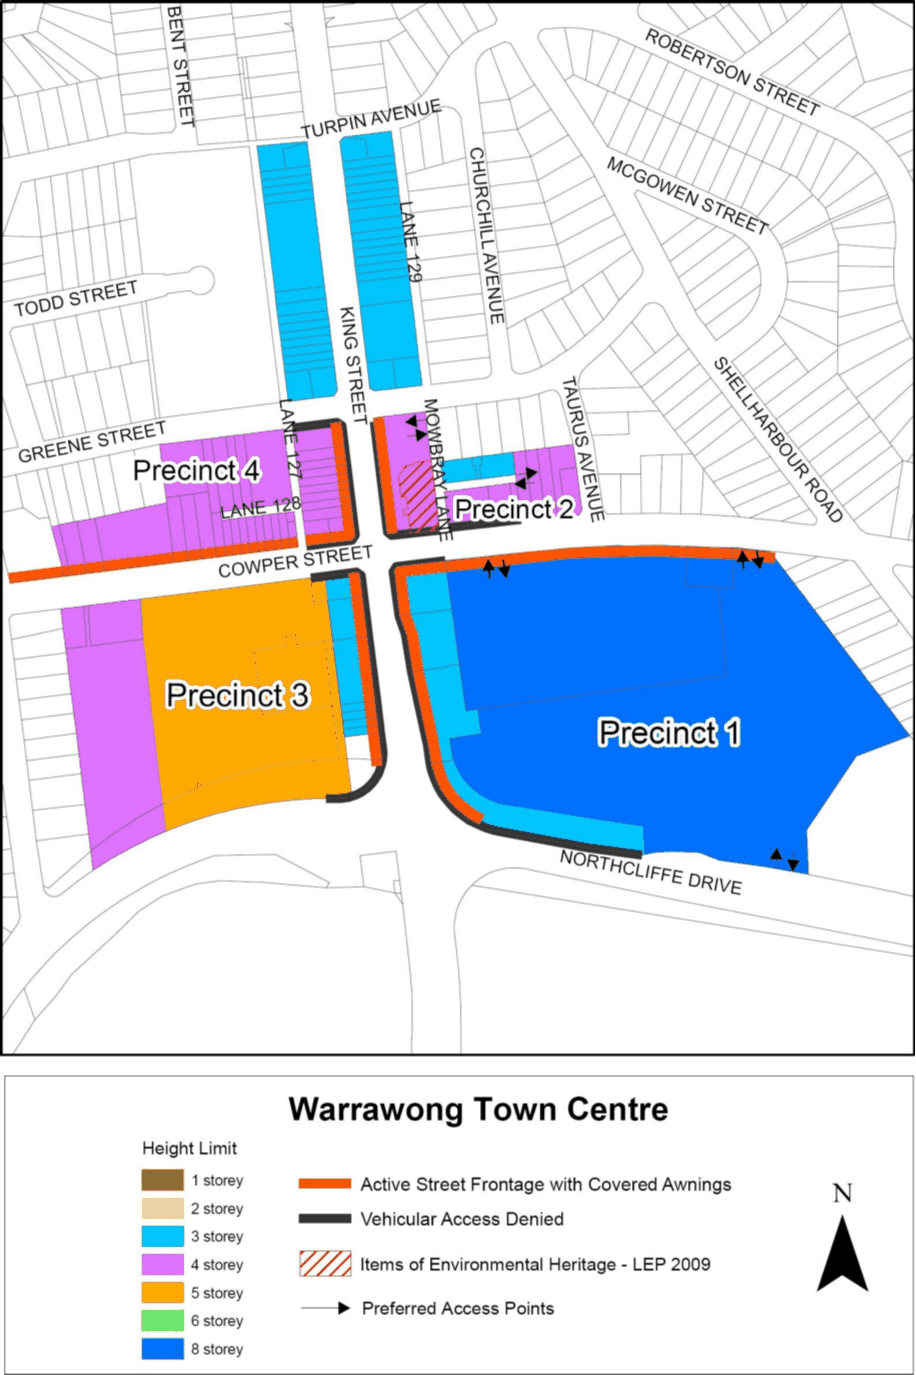 BENT STREET
ROBERTSON STREET
TURPIN AVENUE
CHURCHILL AVENUE
MCGOWEN STREET
LANE 129
TODD STREET
KING STREET
SHELLHARBOUR ROAD
TAURUS AVENUE
LANE 127
MOWBRAY LANE
GREENE STREET
Precinct 4
LANE 128
Precinct 2
COWPER STREET
Precinct 3
Precinct 1
NORTHCLIFFE DRIVE
Warrawong Town Centre
Height Limit
1 storey
2 storey
3 storey
4 storey
5 storey
6 storey
8 storey
Active Street Frontage with Covered Awnings
Vehicular Access Denied
Items of Environmental Heritage - LEP 2009
Preferred Access Points
N